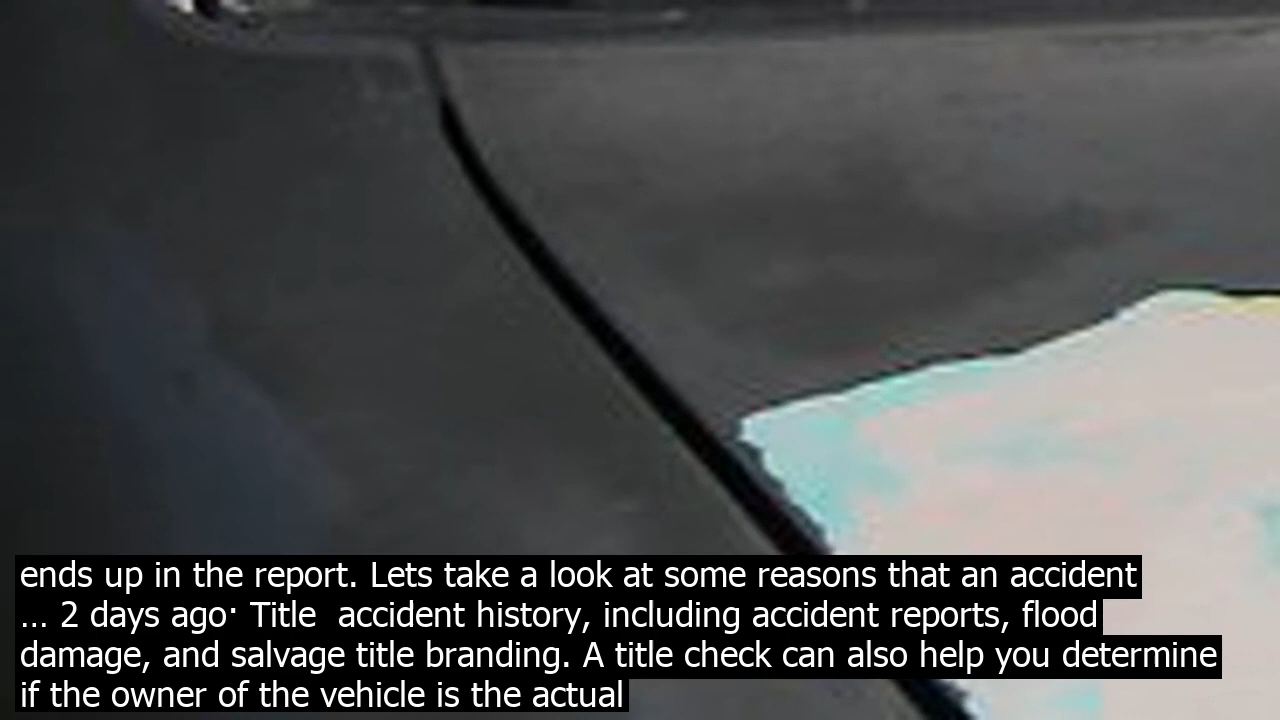 ends up in the report. Lets take a look at some reasons that an accident
... 2 days ago· Title  accident history, including accident reports, flood
damage, and salvage title branding. A title check can also help you determine
if the owner of the vehicle is the actual